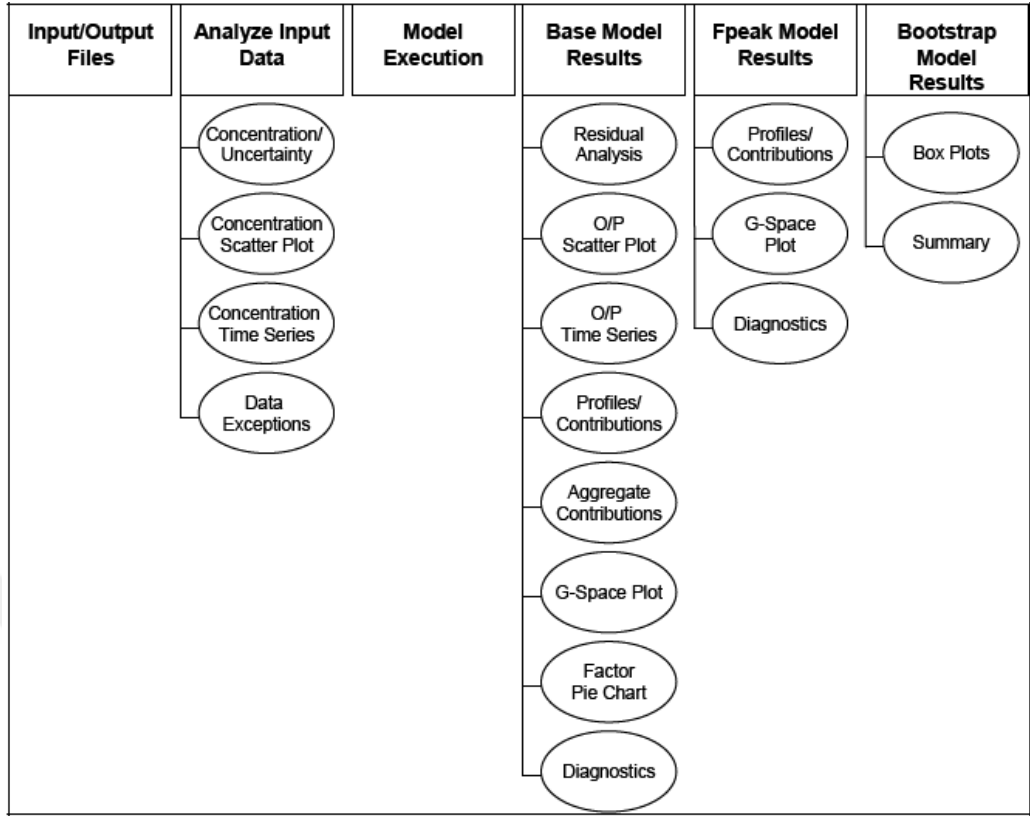 Input/Output
Files
Analyze Input
Data
Model
Execution
Base Model
Results
Fpeak Model
Results
Bootstrap
Model
Results
Concentration/
Uncertainty
Concentration
Scatter Plot
Concentration
Time Series
Data
Exceptions
Residual
Analysis
O/P
Scatter Plot
O/P
Time Series
Profiles/
Contributions
Aggregate
Contributions
G-Space Plot
Factor
Pie Chart
Diagnostics
Profiles/
Contributions
G-Space
Plot
Diagnostics
Box Plots
Summary